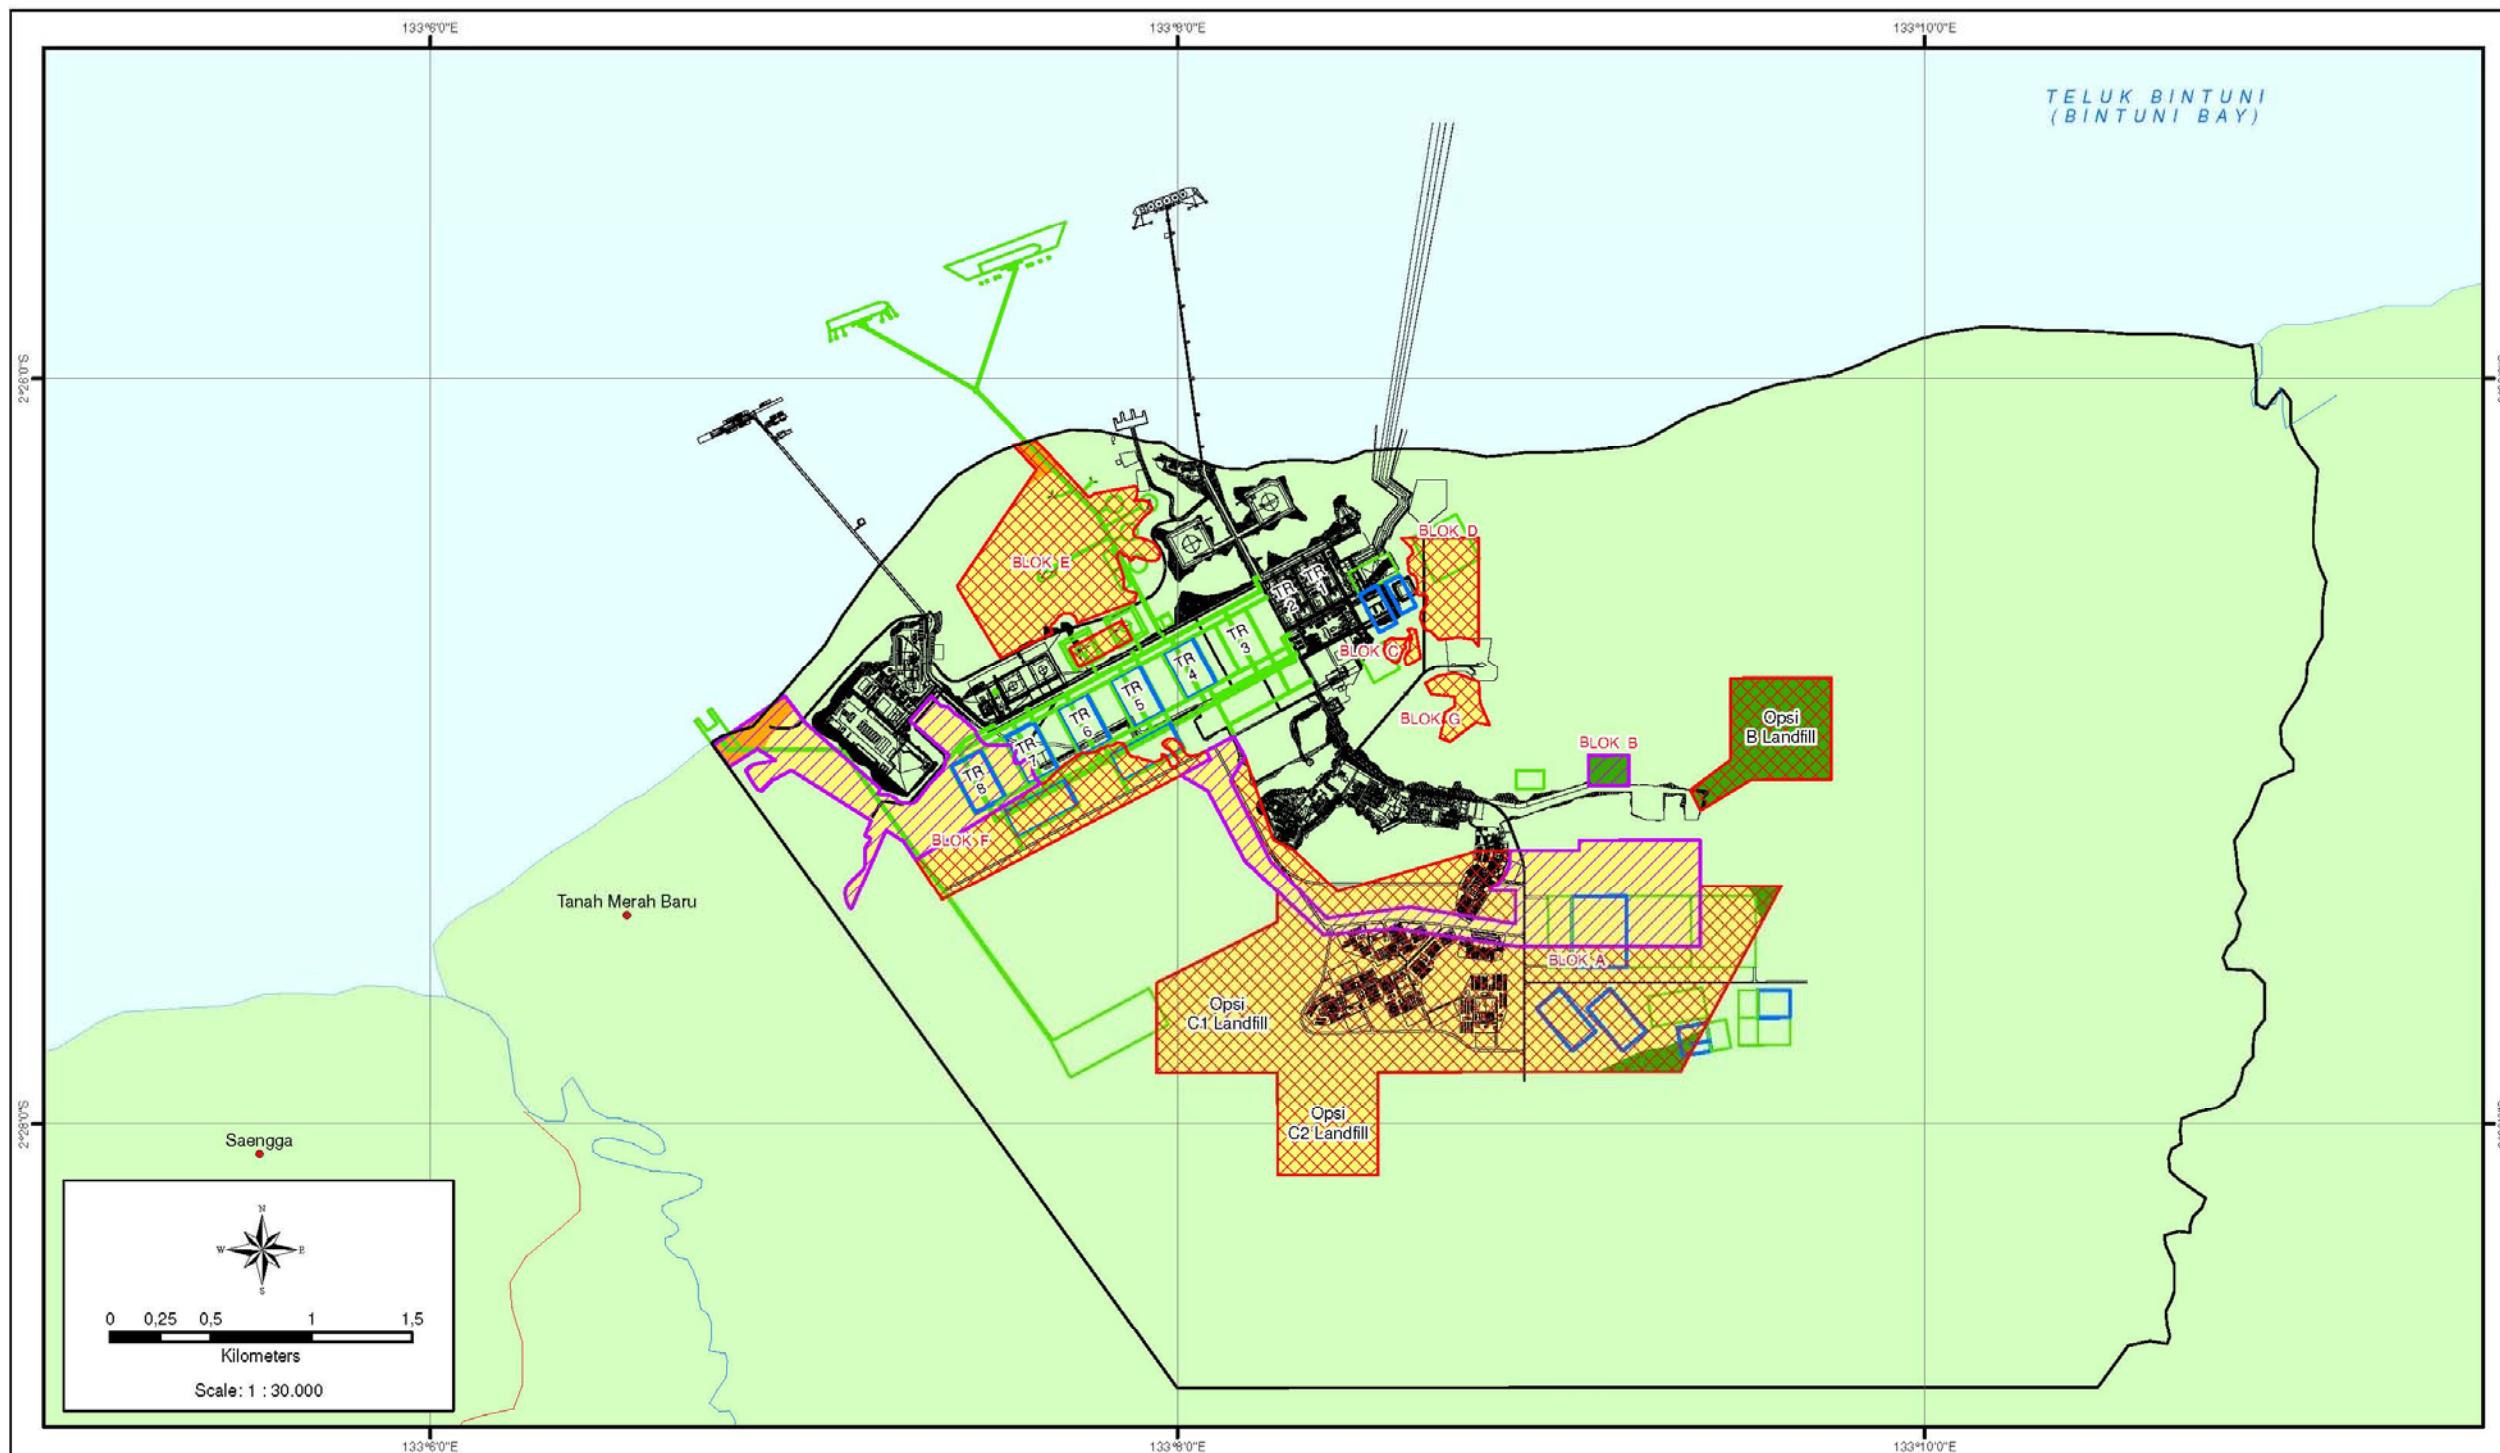 133°6'0"E
133°8'0"E
133°10'0"E
TELUK BINTUNI
(BINTUNI BAY)
2°26'0"S
BLOK D
BLOK E
TR
1
TR
2
TR
3
BLOK C
TR
4
TR
5
TR
6
TR
7
TR
8
BLOK G
BLOK B
Opsi
B Landfill
BLOK F
Tanah Merah Baru
BLOK A
Opsi
C1 Landfill
Opsi
C2 Landfill
2°28'0"S
Saengga
N
W
E
S
0 0,25 0,5 1 1,5
Kilometers
Scale: 1 : 30.000
133°6'0"E
133°8'0"E
133°10'0"E